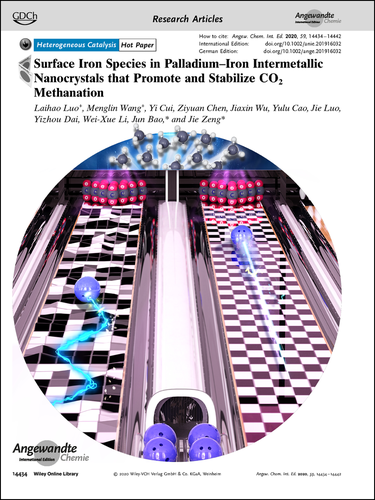 GDCh
Research Articles
Angewandte
International Edition Chemie
Heterogeneous Catalysis Hot Paper
How to cite: Angew. Chem. Int. Ed. 2020, 59, 14434–14442
International Edition: doi.org/10.1002/anie.201916032
German Edition: doi.org/10.1002/ange.201916032
Surface Iron Species in Palladium–Iron Intermetallic
Nanocrystals that Promote and Stabilize CO₂
Methanation
Laihao Luo⁺, Menglin Wang⁺, Yi Cui, Ziyuan Chen, Jiaxin Wu, Yulu Cao, Jie Luo,
Yizhou Dai, Wei-Xue Li, Jun Bao,* and Jie Zeng*
Angewandte
International Edition Chemie
14434 Wiley Online Library
© 2020 Wiley-VCH Verlag GmbH & Co. KGaA, Weinheim
Angew. Chem. Int. Ed. 2020, 59, 14434–14442